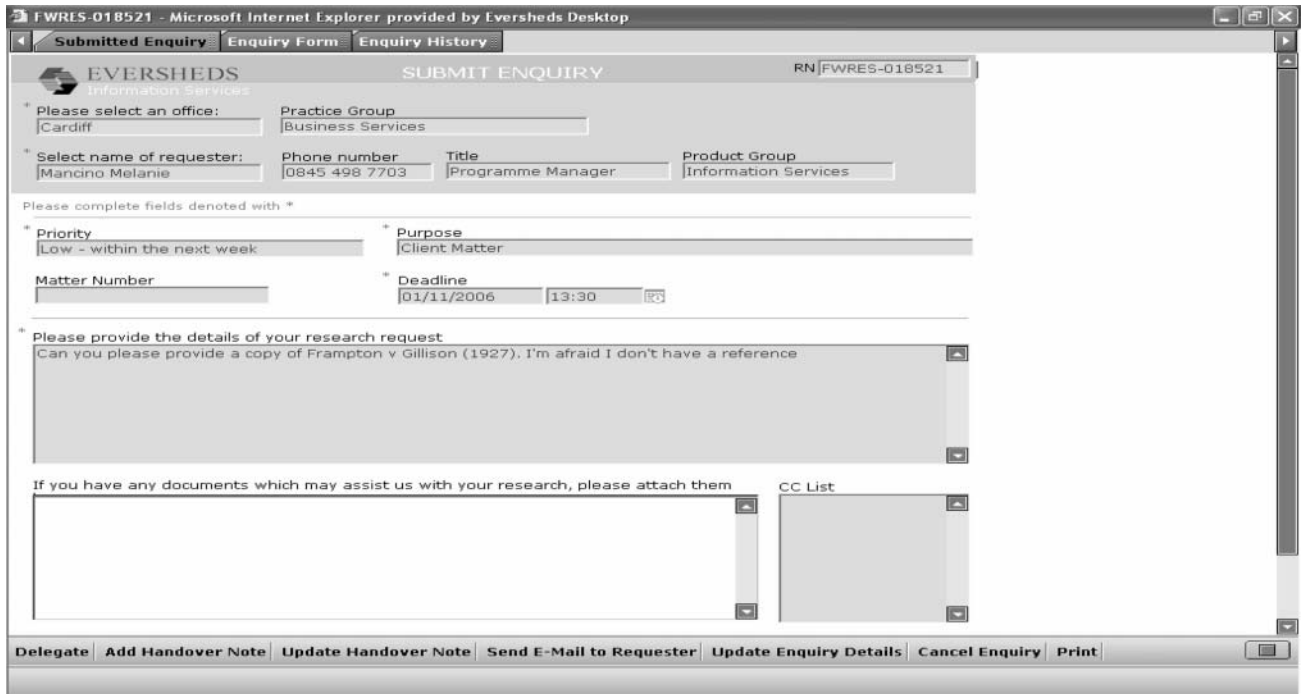 FWRES-018521 - Microsoft Internet Explorer provided by Eversheds Desktop
Submitted Enquiry Enquiry Form Enquiry History
EVERSHEDS SUBMIT ENQUIRY RN FWRES-018521
Information Services
* Please select an office: Practice Group
Cardiff Business Services
* Select name of requester: Phone number Title Product Group
Mancino Melanie 0845 498 7703 Programme Manager Information Services
Please complete fields denoted with *
* Priority * Purpose
Low - within the next week Client Matter
Matter Number * Deadline
01/11/2006 13:30
* Please provide the details of your research request
Can you please provide a copy of Frampton v Gillison (1927). I'm afraid I don't have a reference
If you have any documents which may assist us with your research, please attach them CC List
Delegate Add Handover Note Update Handover Note Send E-Mail to Requester Update Enquiry Details Cancel Enquiry Print